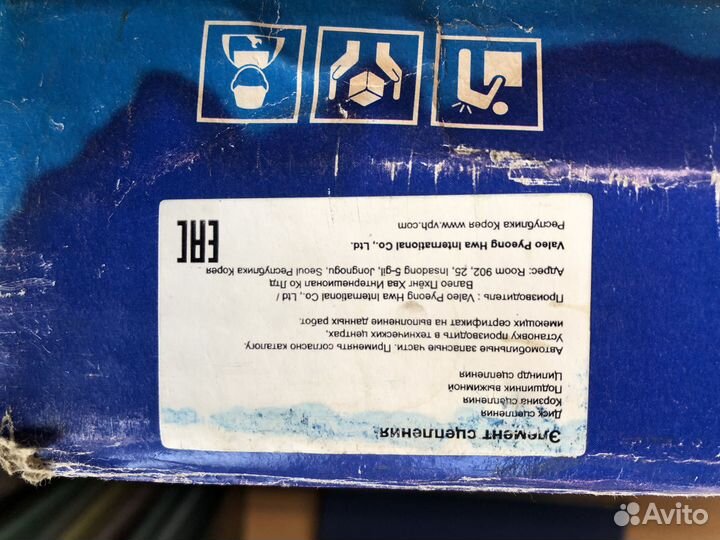 Элемент сцепления
Диск сцепления
Корзина сцепления
Подшипник выжимной
Цилиндр сцепления
Автомобильные запасные части. Применять согласно каталогу.
Установку производить в технических центрах,
имеющих сертификат на выполнение данных работ.
Производитель : Valeo Pyeong Hwa International Co., Ltd /
Валео Пхёнг Хва Интернешионал Ко Лтд
Адрес: Room 902, 25, Insadong 5-gil, Jongnogu, Seoul Республика Корея
Valeo Pyeong Hwa International Co., Ltd.
Республика Корея www.vph.com
EAC
Avito